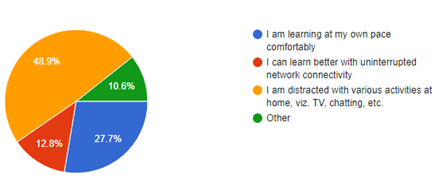 48.9%
10.6%
12.8%
27.7%
I am learning at my own pace
comfortably
I can learn better with uninterrupted
network connectivity
I am distracted with various activities at
home, viz. TV, chatting, etc.
Other